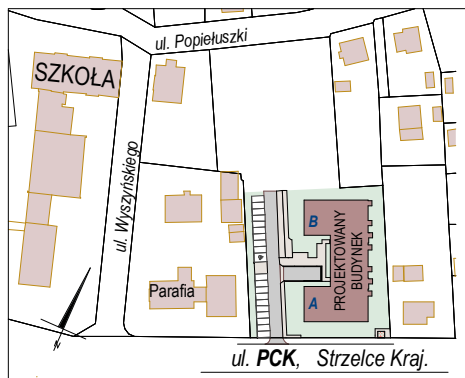 ul. Popiełuszki
SZKOŁA
ul. Wyszyńskiego
B
PROJEKTOWANY
BUDYNEK
A
Parafia
N
ul. PCK, Strzelce Kraj.